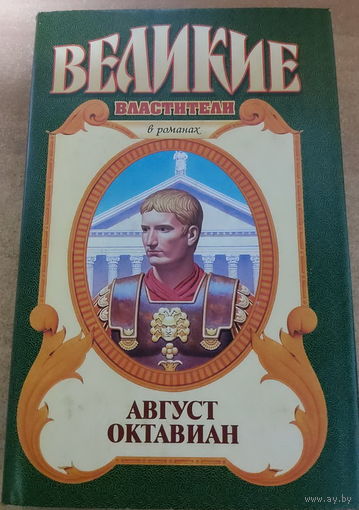 ВЕЛИКИЕ
ВЛАСТИТЕЛИ
в романах
АВГУСТ
ОКТАВИАН
www.ay.by